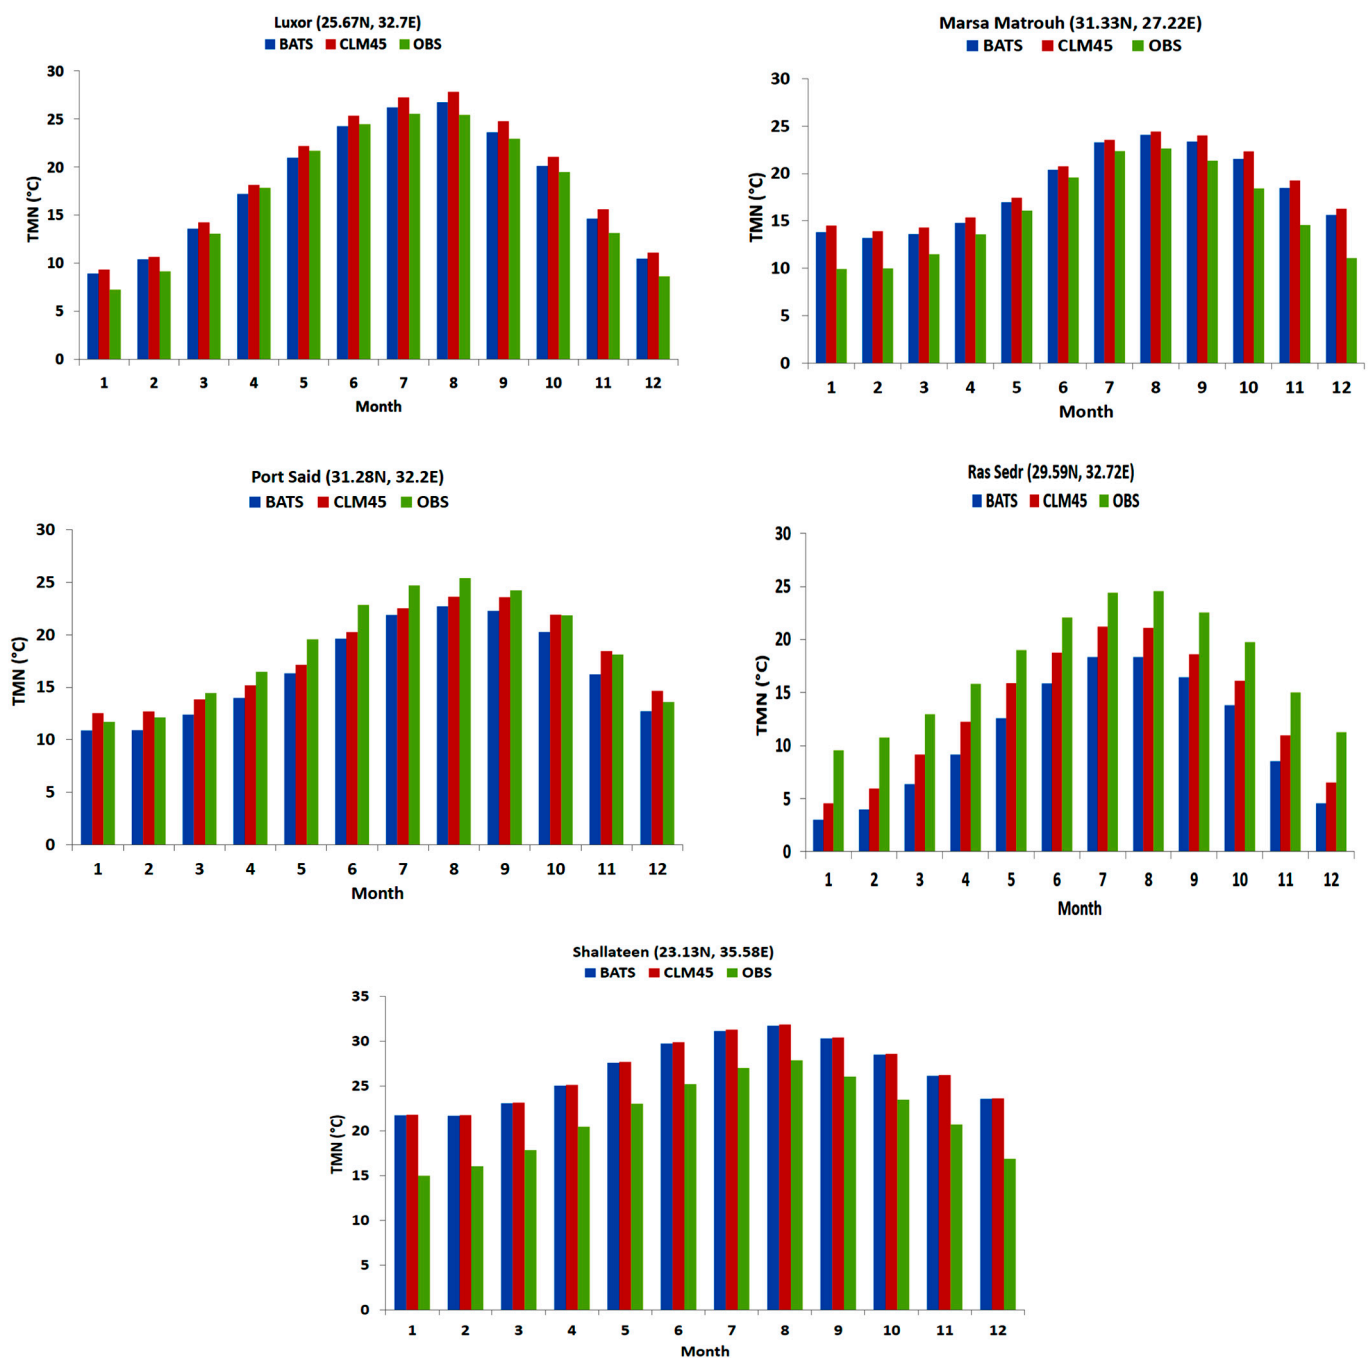 Luxor (25.67N, 32.7E)
BATS CLM45 OBS
30
25
20
15
10
5
0
TMN (°C)
1 2 3 4 5 6 7 8 9 10 11 12
Month
Marsa Matrouh (31.33N, 27.22E)
BATS CLM45 OBS
30
25
20
15
10
5
0
TMN (°C)
1 2 3 4 5 6 7 8 9 10 11 12
Month
Port Said (31.28N, 32.2E)
BATS CLM45 OBS
30
25
20
15
10
5
0
TMN (°C)
1 2 3 4 5 6 7 8 9 10 11 12
Month
Ras Sedr (29.59N, 32.72E)
BATS CLM45 OBS
30
25
20
15
10
5
0
TMN (°C)
1 2 3 4 5 6 7 8 9 10 11 12
Month
Shallateen (23.13N, 35.58E)
BATS CLM45 OBS
35
30
25
20
15
10
5
0
TMN (°C)
1 2 3 4 5 6 7 8 9 10 11 12
Month